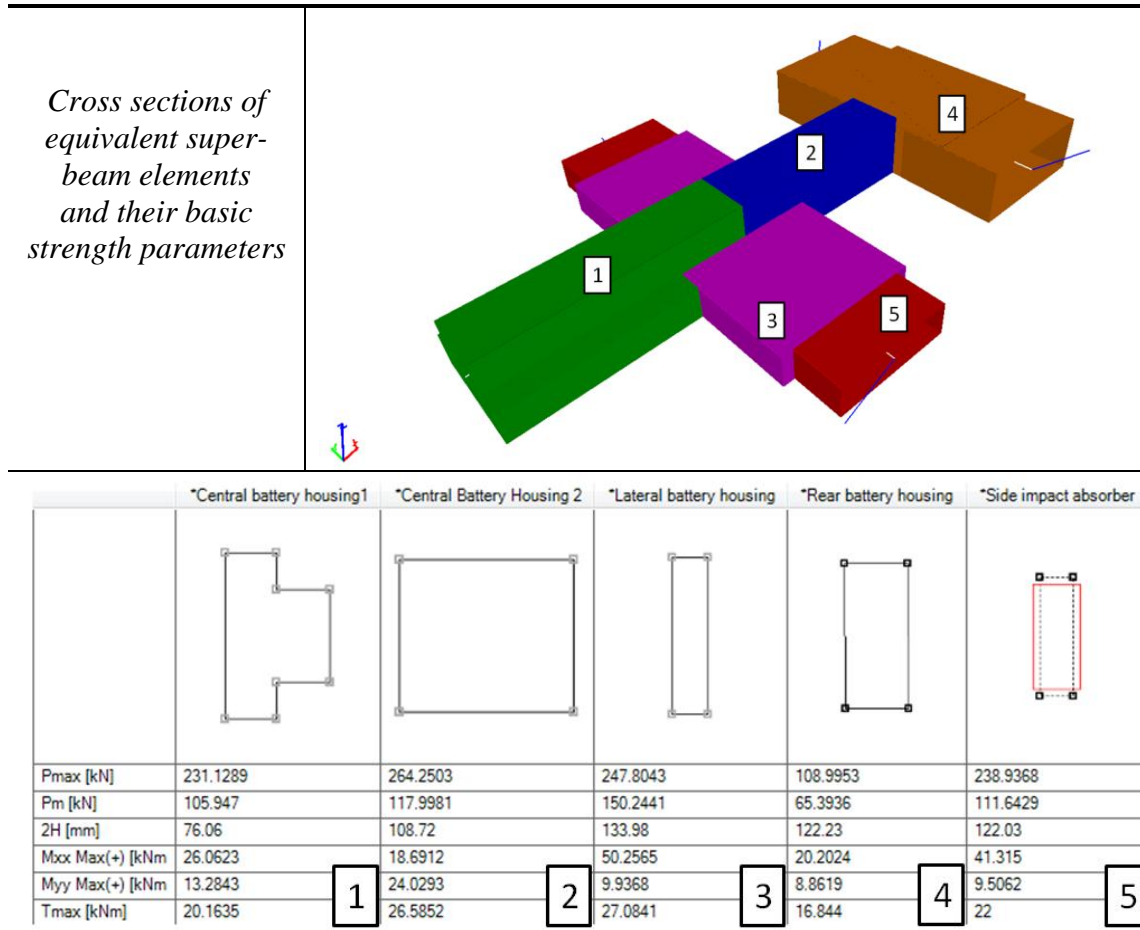 Cross sections of
equivalent super-
beam elements
and their basic
strength parameters
4
2
1
3
5
*Central battery housing1 *Central Battery Housing 2 *Lateral battery housing *Rear battery housing *Side impact absorber
Pmax [kN] 231.1289 264.2503 247.8043 108.9953 238.9368
Pm [kN] 105.947 117.9981 150.2441 65.3936 111.6429
2H [mm] 76.06 108.72 133.98 122.23 122.03
Mxx Max(+) [kNm 26.0623 18.6912 50.2565 20.2024 41.315
Myy Max(+) [kNm 13.2843 24.0293 9.9368 8.8619 9.5062
Tmax [kNm] 20.1635 26.5852 27.0841 16.844 22
1 2 3 4 5